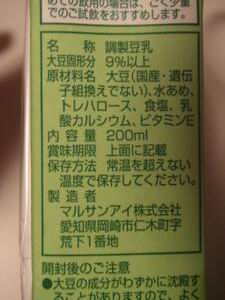 めての飲用の場合は、ごく少量
でのご試飲をおすすめします。
名称 調製豆乳
大豆固形分 9%以上
原材料名 大豆(国産・遺伝
子組換えでない)、水あめ、
トレハロース、食塩、乳
酸カルシウム、ビタミンE
内容量 200ml
賞味期限 上面に記載
保存方法 常温を超えない
温度で保存してください。
製造者
マルサンアイ株式会社
愛知県岡崎市仁木町字
荒下1番地
開封後のご注意
●大豆の成分がわずかに沈殿す
ることがありますので、よく